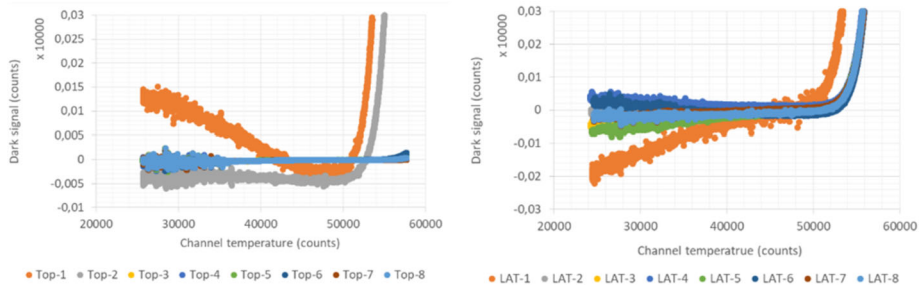 0,03
0,025
0,02
0,015
0,01
0,005
0
-0,005
-0,01
x 10000
Dark signal (counts)
20000 30000 40000 50000 60000
Channel temperature (counts)
Top-1 Top-2 Top-3 Top-4 Top-5 Top-6 Top-7 Top-8
0,03
0,02
0,01
0
-0,01
-0,02
-0,03
x 10000
Dark signal (counts)
20000 30000 40000 50000 60000
Channel temperatrue (counts)
LAT-1 LAT-2 LAT-3 LAT-4 LAT-5 LAT-6 LAT-7 LAT-8